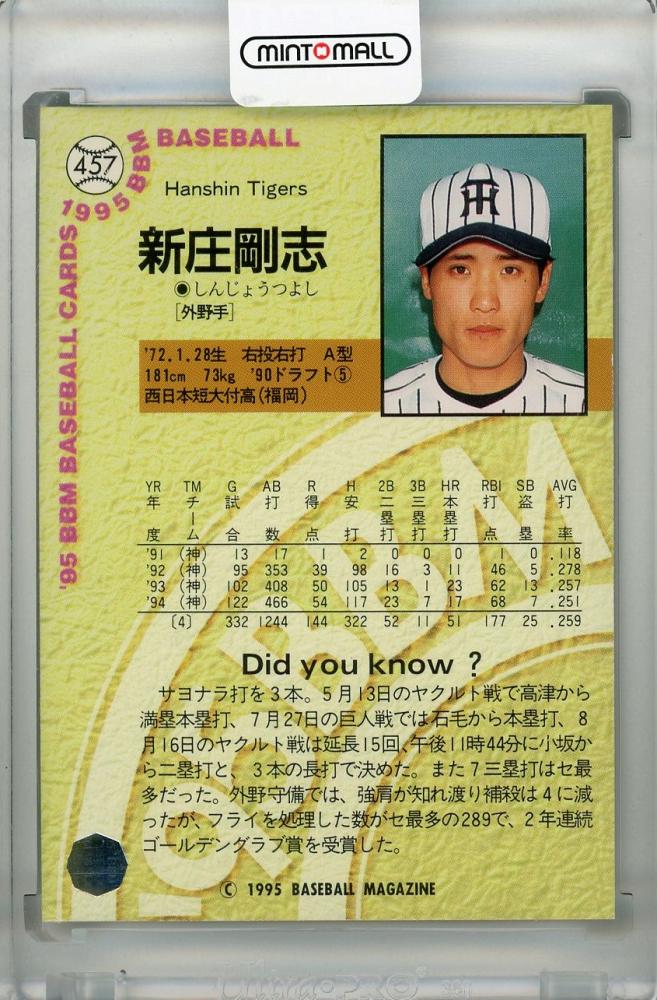 MINTOMALL
457
1995 BBM BASEBALL
'95 BBM BASEBALL CARDS
Hanshin Tigers
新庄剛志
●しんじょうつよし
[外野手]
'72.1.28生 右投右打 A型
181cm 73kg '90ドラフト⑤
西日本短大付高(福岡)
YR TM G AB R H 2B 3B HR RBI SB AVG
年度 チーム 試合 打数 得点 安打 二塁打 三塁打 本塁打 打点 盗塁 打率
'91 (神) 13 17 1 2 0 0 0 1 0 .118
'92 (神) 95 353 39 98 16 3 11 46 5 .278
'93 (神) 102 408 50 105 13 1 23 62 13 .257
'94 (神) 122 466 54 117 23 7 17 68 7 .251
〔4〕 332 1244 144 322 52 11 51 177 25 .259
Did you know ?
サヨナラ打を3本。5月13日のヤクルト戦で高津から
満塁本塁打、7月27日の巨人戦では石毛から本塁打、8
月16日のヤクルト戦は延長15回、午後11時44分に小坂か
ら二塁打と、3本の長打で決めた。また7三塁打はセ最
多だった。外野守備では、強肩が知れ渡り補殺は4に減
ったが、フライを処理した数がセ最多の289で、2年連続
ゴールデングラブ賞を受賞した。
© 1995 BASEBALL MAGAZINE
'95 BBM
Ultra PRO